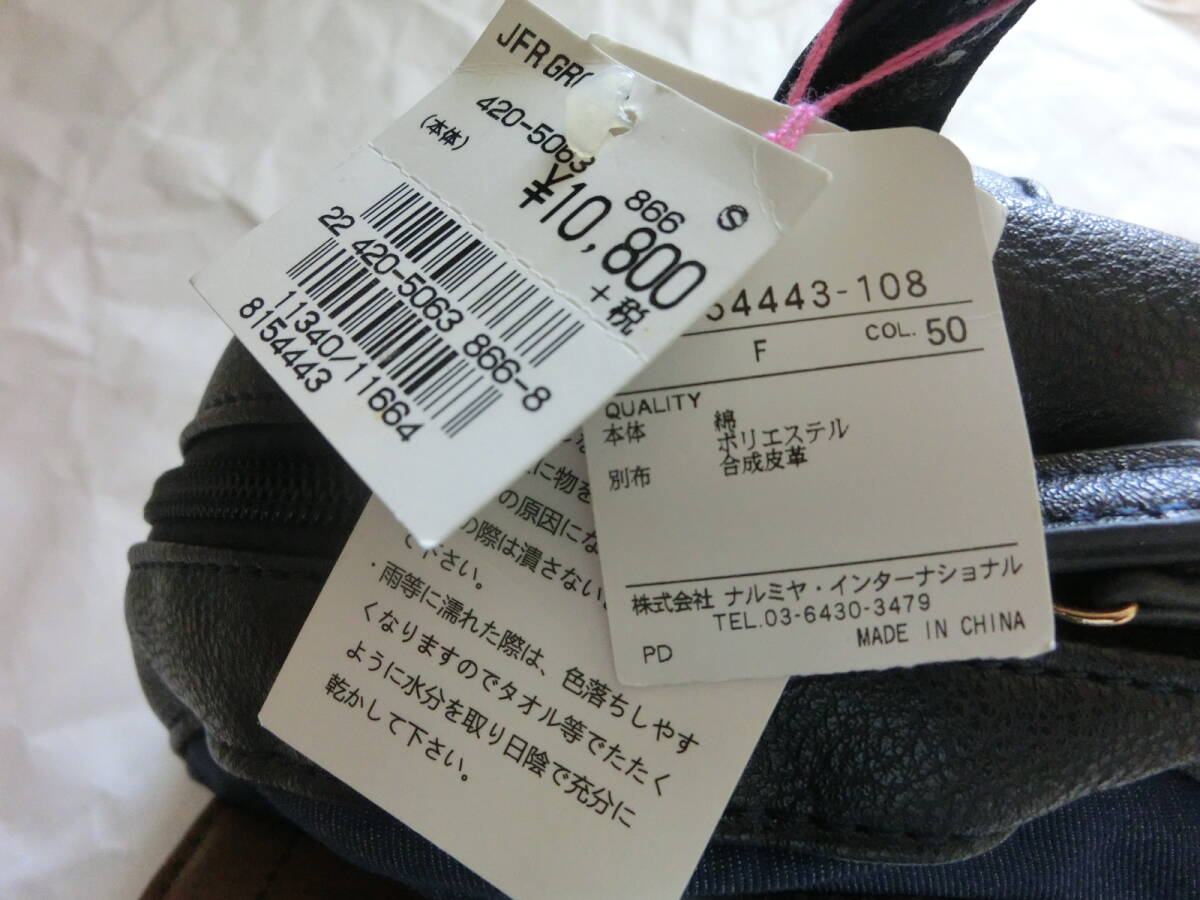 JFR GR
420-5063 866 Ⓢ
(本体) ¥10,800
+税
22 420-5063 866-8
11340/11664
8154443
54443-108
F COL. 50
QUALITY
本体 綿
ポリエステル
別布 合成皮革
株式会社 ナルミヤ・インターナショナル
TEL.03-6430-3479
PD MADE IN CHINA
に物を
の原因にな
の際は潰さない
て下さい。
・雨等に濡れた際は、色落ちしやす
くなりますのでタオル等でたたく
ように水分を取り日陰で充分に
乾かして下さい。